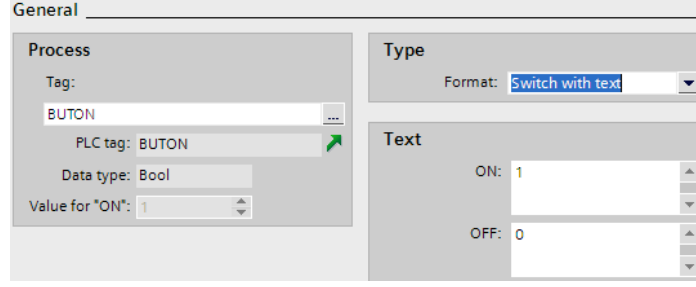 General
Process
Tag:
BUTON
...
PLC tag: BUTON
Data type: Bool
Value for "ON": 1
Type
Format: Switch with text
Text
ON: 1
OFF: 0